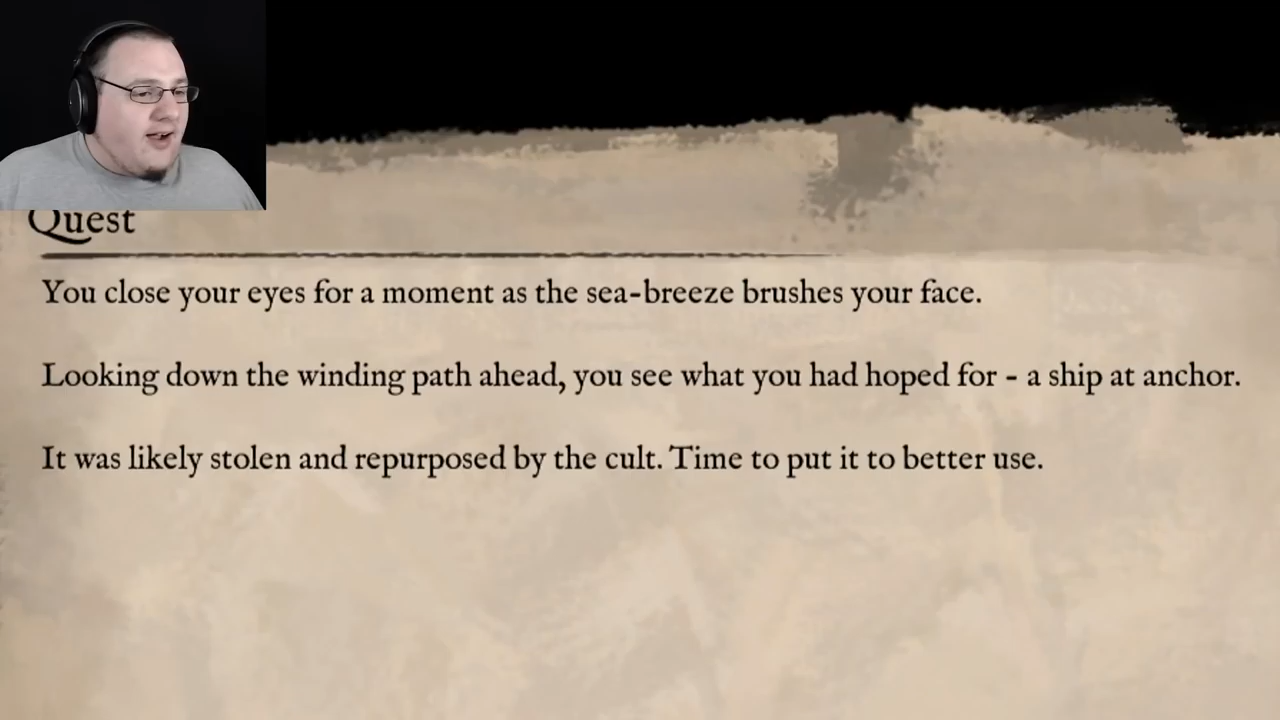 Quest
You close your eyes for a moment as the sea-breeze brushes your face.
Looking down the winding path ahead, you see what you had hoped for - a ship at anchor.
It was likely stolen and repurposed by the cult. Time to put it to better use.